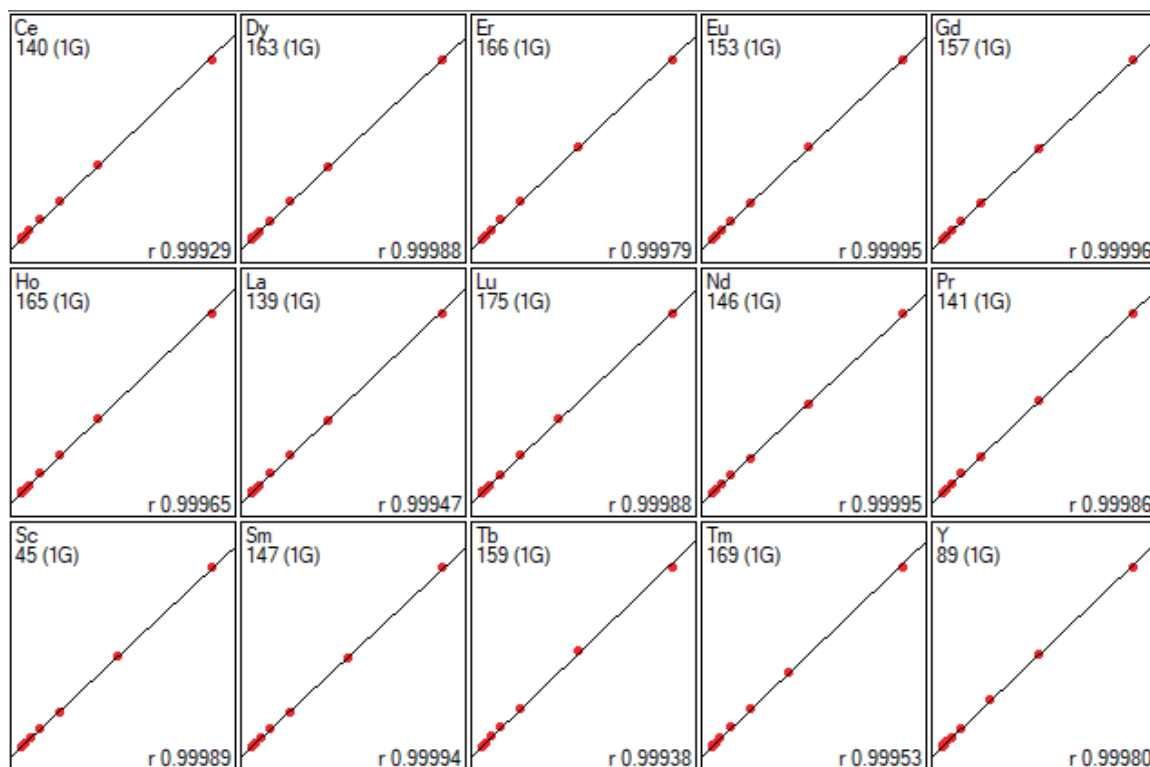 Ce
140 (1G)
r 0.99929
Dy
163 (1G)
r 0.99988
Er
166 (1G)
r 0.99979
Eu
153 (1G)
r 0.99995
Gd
157 (1G)
r 0.99996
Ho
165 (1G)
r 0.99965
La
139 (1G)
r 0.99947
Lu
175 (1G)
r 0.99988
Nd
146 (1G)
r 0.99995
Pr
141 (1G)
r 0.99986
Sc
45 (1G)
r 0.99989
Sm
147 (1G)
r 0.99994
Tb
159 (1G)
r 0.99938
Tm
169 (1G)
r 0.99953
Y
89 (1G)
r 0.99980